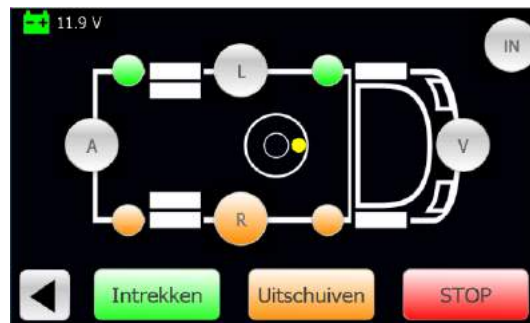 11.9 V
IN
L
A
V
R
Intrekken
Uitschuiven
STOP